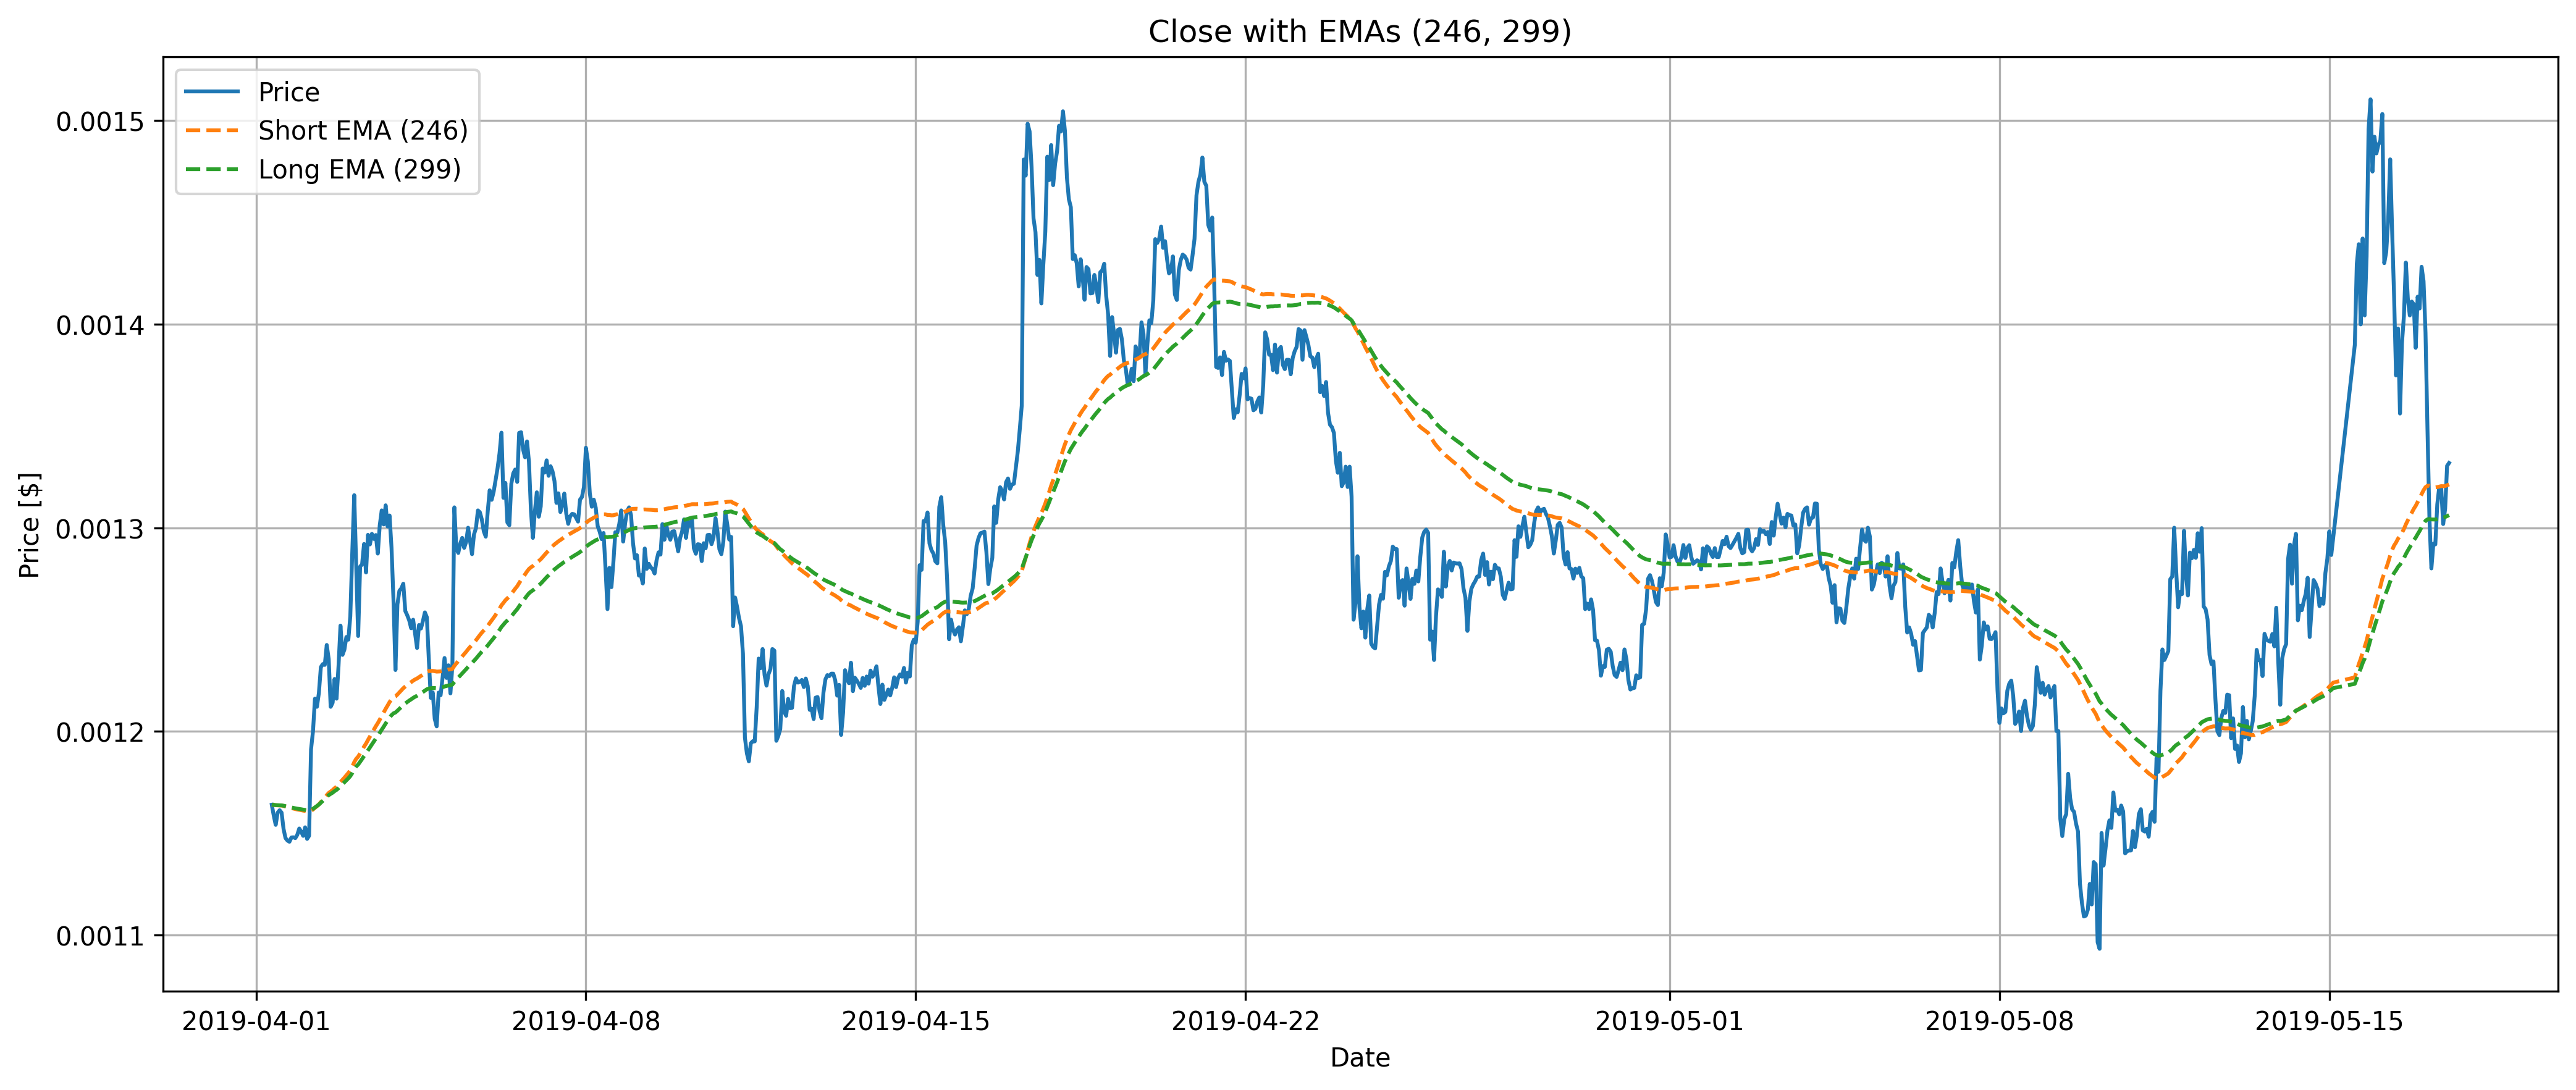 Close with EMAs (246, 299)
Price
Short EMA (246)
Long EMA (299)
Price [$]
0.0015
0.0014
0.0013
0.0012
0.0011
2019-04-01
2019-04-08
2019-04-15
2019-04-22
2019-05-01
2019-05-08
2019-05-15
Date